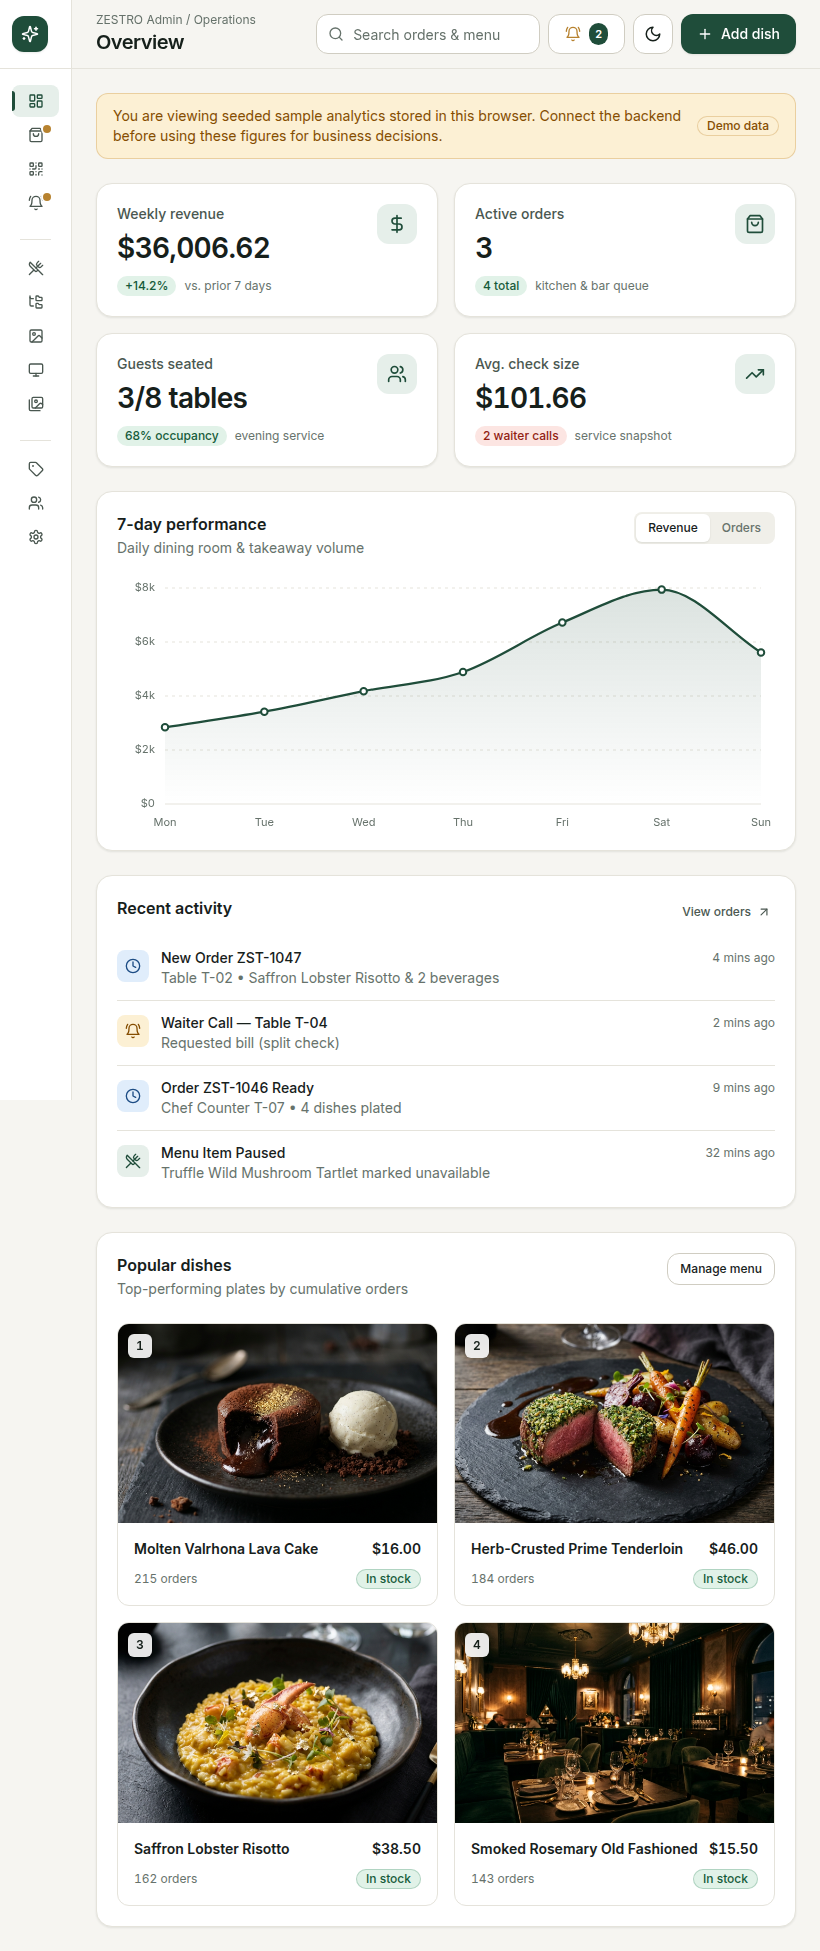 ZESTRO Admin / Operations
Overview
Search orders & menu
2
Add dish
You are viewing seeded sample analytics stored in this browser. Connect the backend
before using these figures for business decisions.
Demo data
Weekly revenue
$36,006.62
+14.2% vs. prior 7 days
Active orders
3
4 total kitchen & bar queue
Guests seated
3/8 tables
68% occupancy evening service
Avg. check size
$101.66
2 waiter calls service snapshot
7-day performance
Daily dining room & takeaway volume
Revenue Orders
$8k
$6k
$4k
$2k
$0
Mon Tue Wed Thu Fri Sat Sun
Recent activity
View orders
New Order ZST-1047
4 mins ago
Table T-02 • Saffron Lobster Risotto & 2 beverages
Waiter Call — Table T-04
2 mins ago
Requested bill (split check)
Order ZST-1046 Ready
9 mins ago
Chef Counter T-07 • 4 dishes plated
Menu Item Paused
32 mins ago
Truffle Wild Mushroom Tartlet marked unavailable
Popular dishes
Top-performing plates by cumulative orders
Manage menu
1
Molten Valrhona Lava Cake $16.00
215 orders In stock
2
Herb-Crusted Prime Tenderloin $46.00
184 orders In stock
3
Saffron Lobster Risotto $38.50
162 orders In stock
4
Smoked Rosemary Old Fashioned $15.50
143 orders In stock